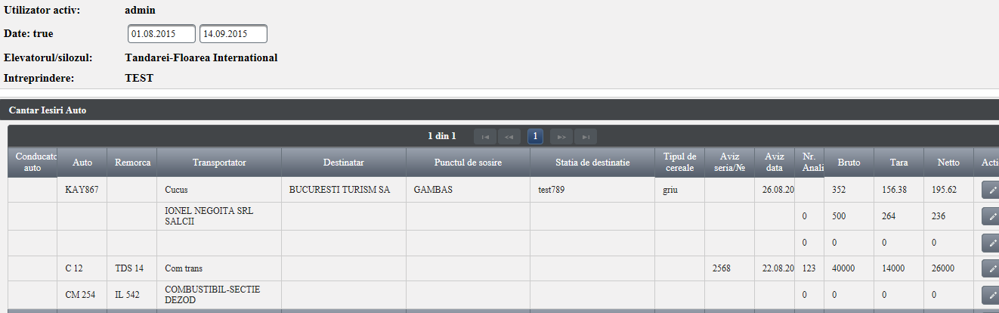 Utilizator activ: admin
Date: true 01.08.2015 14.09.2015
Elevatorul/silozul: Tandarei-Floarea International
Intreprindere: TEST
Cantar Iesiri Auto
1 din 1 1
Conducato auto Auto Remorca Transportator Destinatar Punctul de sosire Statia de destinatie Tipul de cereale Aviz seria/№ Aviz data Nr. Anali Bruto Tara Netto Acti
KAY867 Cucus BUCURESTI TURISM SA GAMBAS test789 griu 26.08.20 352 156.38 195.62
IONEL NEGOITA SRL
SALCII 0 500 264 236
0 0 0 0
C 12 TDS 14 Com trans 2568 22.08.20 123 40000 14000 26000
CM 254 IL 542 COMBUSTIBIL-SECTIE
DEZOD 0 0 0 0